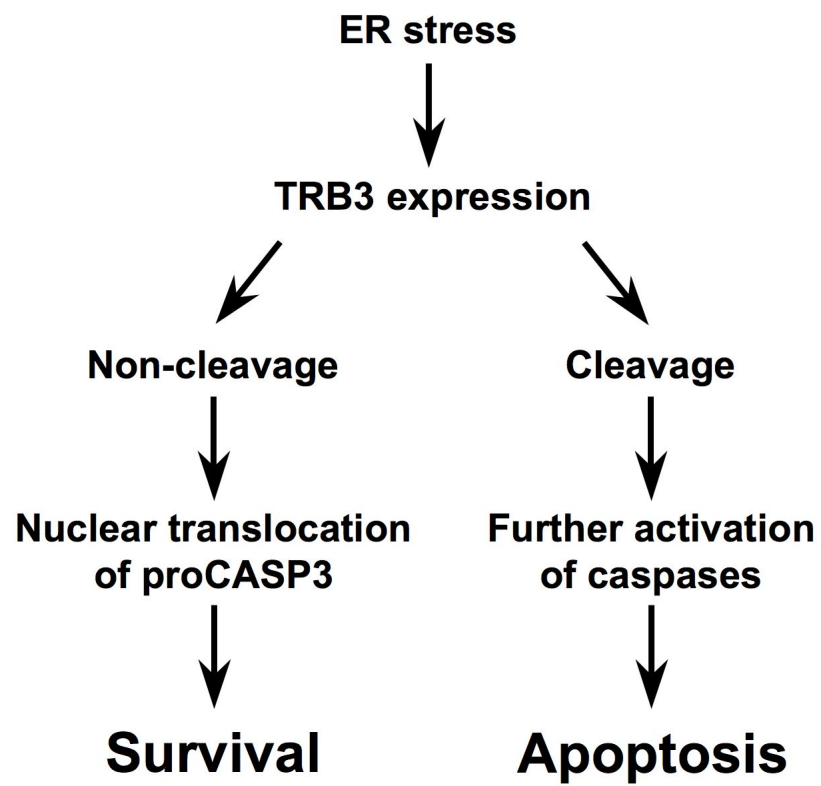 ER stress
TRB3 expression
Non-cleavage
Cleavage
Nuclear translocation
of proCASP3
Further activation
of caspases
Survival
Apoptosis